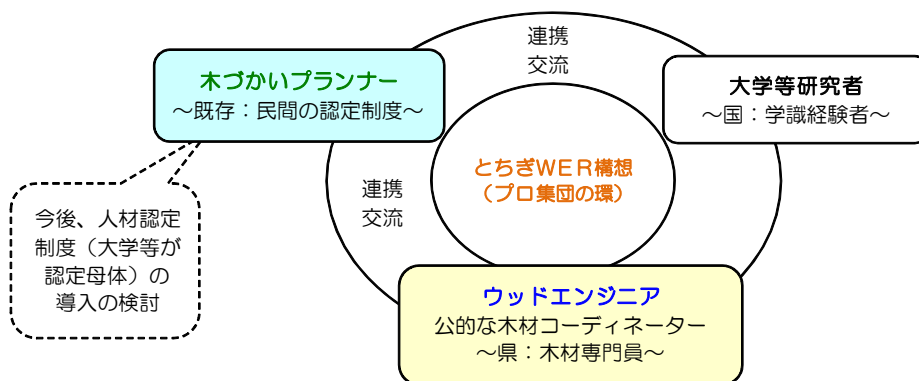 連携
交流
木づかいプランナー
～既存：民間の認定制度～
大学等研究者
～国：学識経験者～
とちぎＷＥＲ構想
（プロ集団の環）
連携
交流
今後、人材認定
制度（大学等が
認定母体）の
導入の検討
ウッドエンジニア
公的な木材コーディネーター
～県：木材専門員～